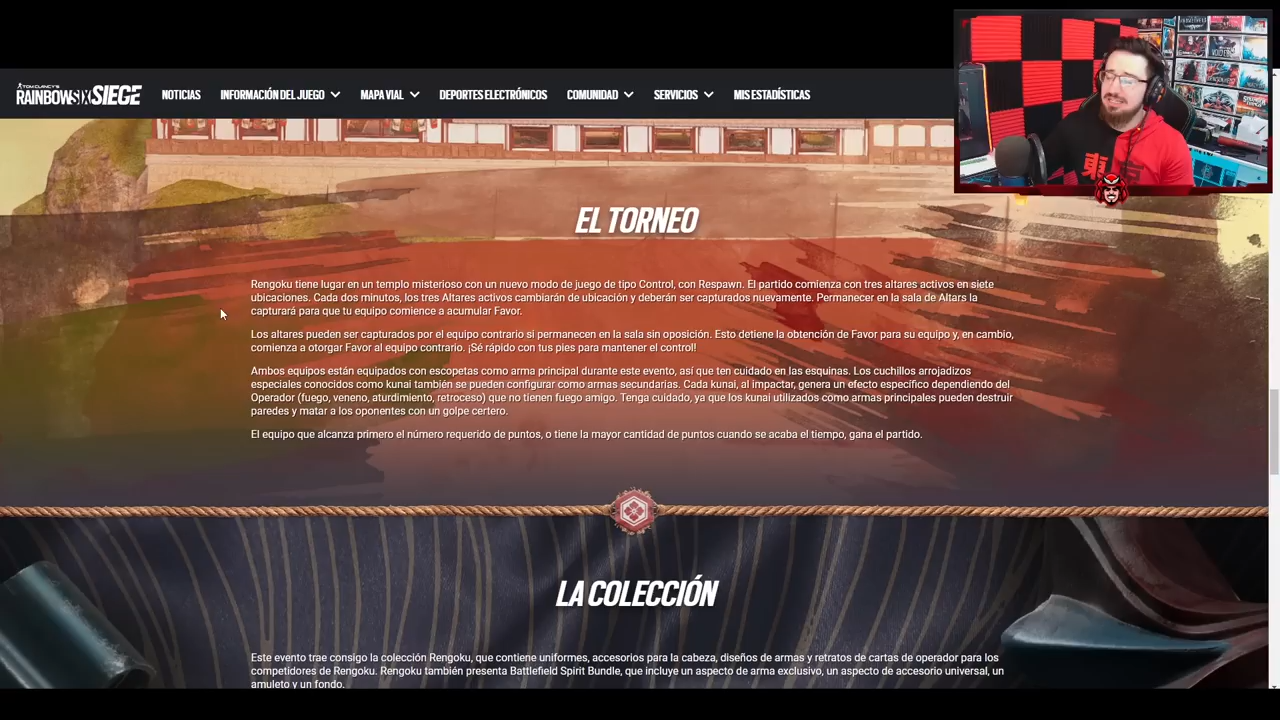 TOM CLANCY'S
RAINBOWSIX SIEGE
NOTICIAS
INFORMACIÓN DEL JUEGO
MAPA VIAL
DEPORTES ELECTRÓNICOS
COMUNIDAD
SERVICIOS
MIS ESTADÍSTICAS
EL TORNEO
Rengoku tiene lugar en un templo misterioso con un nuevo modo de juego de tipo Control, con Respawn. El partido comienza con tres altares activos en siete
ubicaciones. Cada dos minutos, los tres Altares activos cambiarán de ubicación y deberán ser capturados nuevamente. Permanecer en la sala de Altars la
capturará para que tu equipo comience a acumular Favor.
Los altares pueden ser capturados por el equipo contrario si permanecen en la sala sin oposición. Esto detiene la obtención de Favor para su equipo y, en cambio,
comienza a otorgar Favor al equipo contrario. ¡Sé rápido con tus pies para mantener el control!
Ambos equipos están equipados con escopetas como arma principal durante este evento, así que ten cuidado en las esquinas. Los cuchillos arrojadizos
especiales conocidos como kunai también se pueden configurar como armas secundarias. Cada kunai, al impactar, genera un efecto específico dependiendo del
Operador (fuego, veneno, aturdimiento, retroceso) que no tienen fuego amigo. Tenga cuidado, ya que los kunai utilizados como armas principales pueden destruir
paredes y matar a los oponentes con un golpe certero.
El equipo que alcanza primero el número requerido de puntos, o tiene la mayor cantidad de puntos cuando se acaba el tiempo, gana el partido.
LA COLECCIÓN
Este evento trae consigo la colección Rengoku, que contiene uniformes, accesorios para la cabeza, diseños de armas y retratos de cartas de operador para los
competidores de Rengoku. Rengoku también presenta Battlefield Spirit Bundle, que incluye un aspecto de arma exclusivo, un aspecto de accesorio universal, un
amuleto y un fondo.